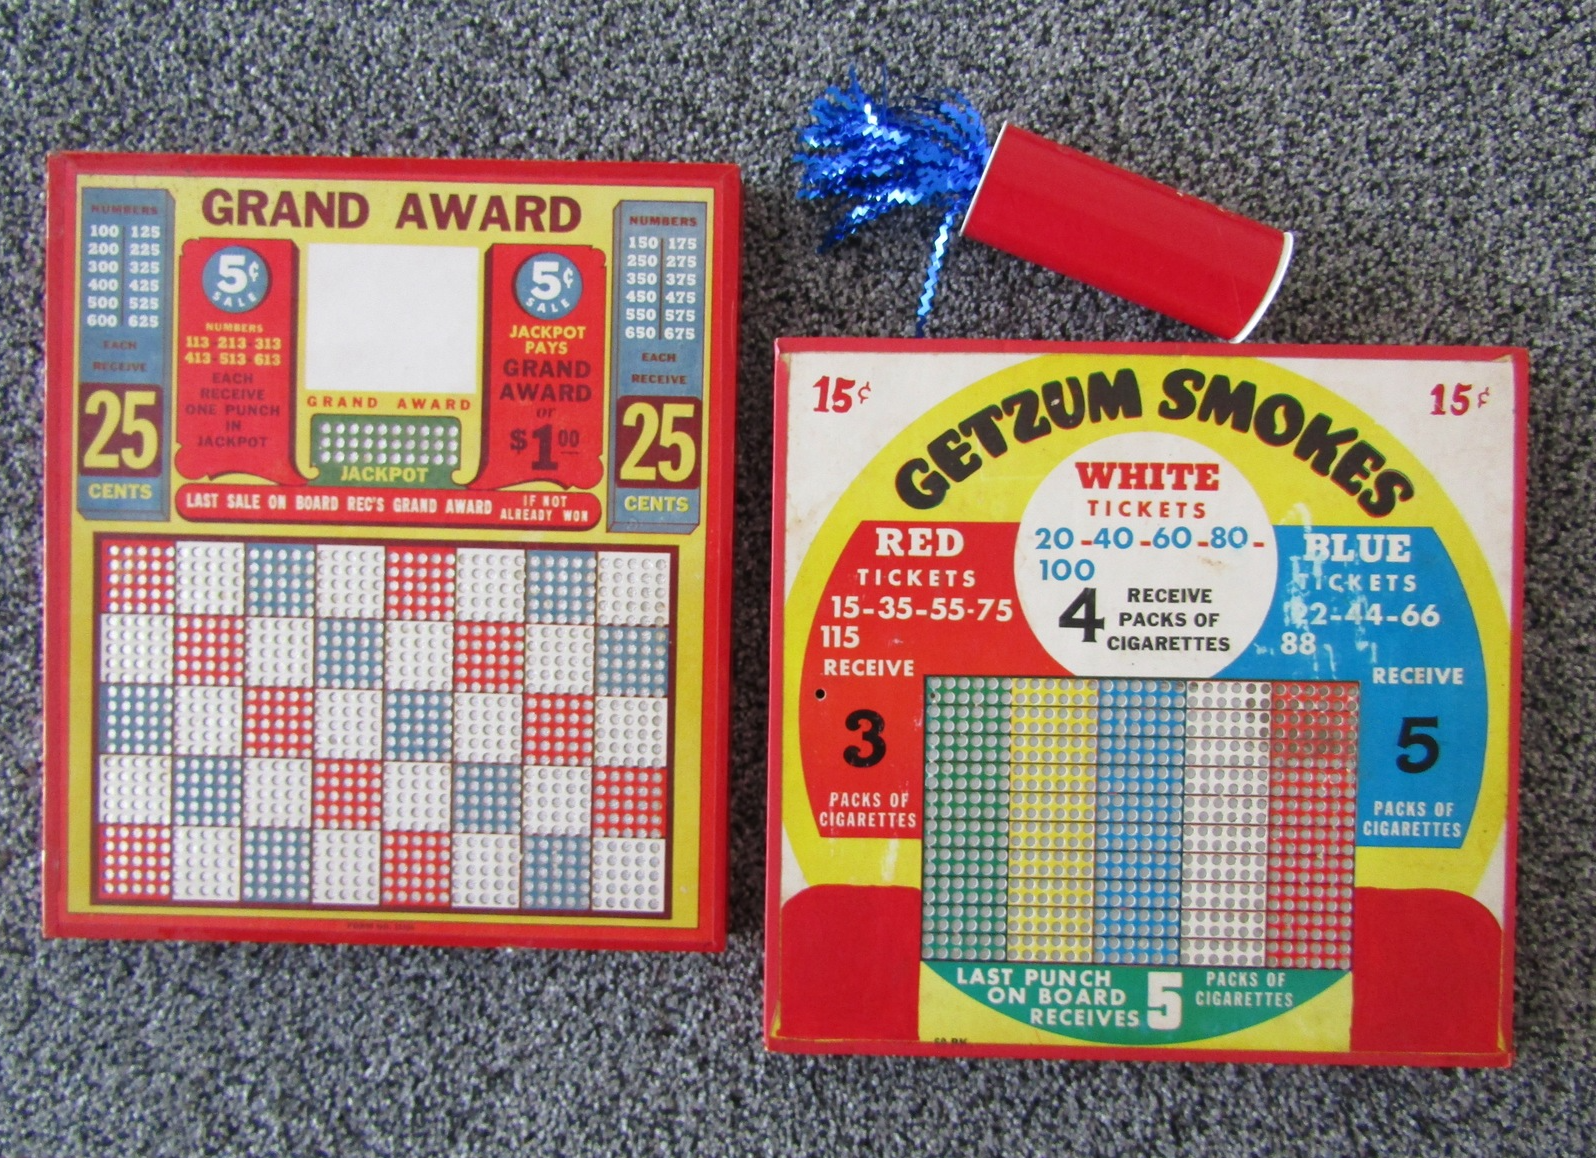 GRAND AWARD
NUMBERS
100 125
200 225
300 325
400 425
500 525
600 625
EACH
RECEIVE
25
CENTS
5¢
SALE
NUMBERS
113 213 313
413 513 613
EACH
RECEIVE
ONE PUNCH
IN
JACKPOT
GRAND AWARD
JACKPOT
5¢
SALE
JACKPOT
PAYS
GRAND
AWARD
or
$1 00
NUMBERS
150 175
250 275
350 375
450 475
550 575
650 675
EACH
RECEIVE
25
CENTS
LAST SALE ON BOARD REC'S GRAND AWARD IF NOT
ALREADY WON
15¢
GETZUM SMOKES
15¢
WHITE
TICKETS
20-40-60-80-
100
4 RECEIVE
PACKS OF
CIGARETTES
RED
TICKETS
15-35-55-75
115
RECEIVE
3
PACKS OF
CIGARETTES
BLUE
TICKETS
22-44-66
88
RECEIVE
5
PACKS OF
CIGARETTES
LAST PUNCH
ON BOARD
RECEIVES 5 PACKS OF
CIGARETTES